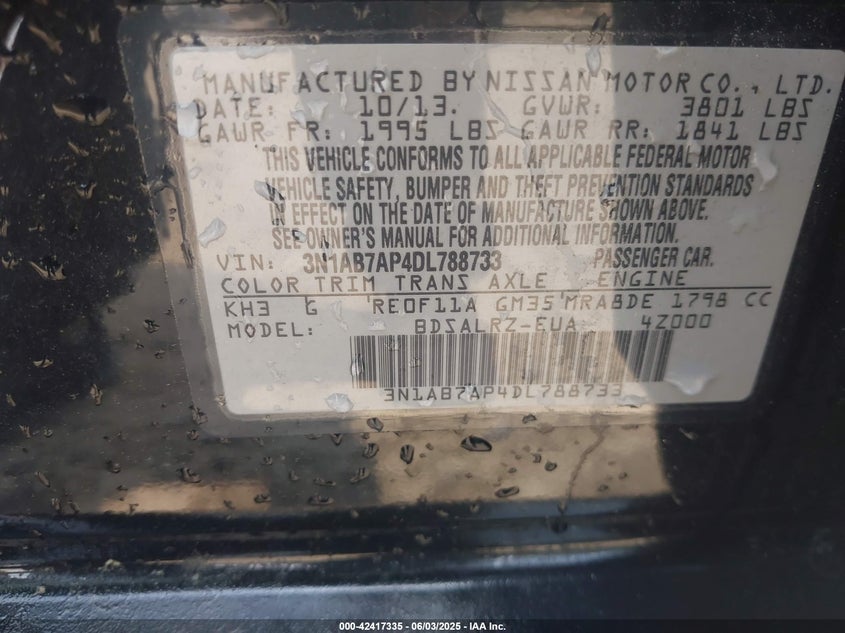 MANUFACTURED BY NISSAN MOTOR CO., LTD.
DATE: 10/13. GVWR: 3801 LBS
GAWR FR: 1995 LBS GAWR RR: 1841 LBS
THIS VEHICLE CONFORMS TO ALL APPLICABLE FEDERAL MOTOR
VEHICLE SAFETY, BUMPER AND THEFT PREVENTION STANDARDS
IN EFFECT ON THE DATE OF MANUFACTURE SHOWN ABOVE.
SEE OWNER'S MANUAL FOR ADDITIONAL INFORMATION.
VIN: 3N1AB7AP4DL788733 PASSENGER CAR.
COLOR TRIM TRANS AXLE ENGINE
KH3 G RE0F11A GM35 MRA8DE 1798 CC
MODEL: BDSALRZ-EUA 4Z000
3N1AB7AP4DL788733
000-42417335 06/03/2025 - IAA Inc.